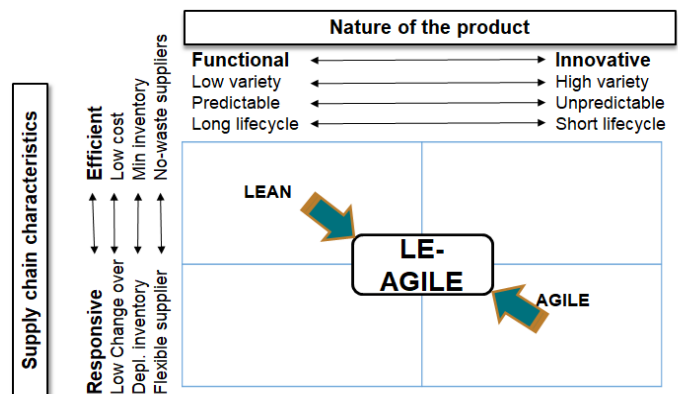 Nature of the product
Functional Innovative
Low variety High variety
Predictable Unpredictable
Long lifecycle Short lifecycle
Supply chain characteristics
Efficient
Low cost
Min inventory
No-waste suppliers
Responsive
Low Change over
Depl. inventory
Flexible supplier
LEAN
LE-
AGILE
AGILE